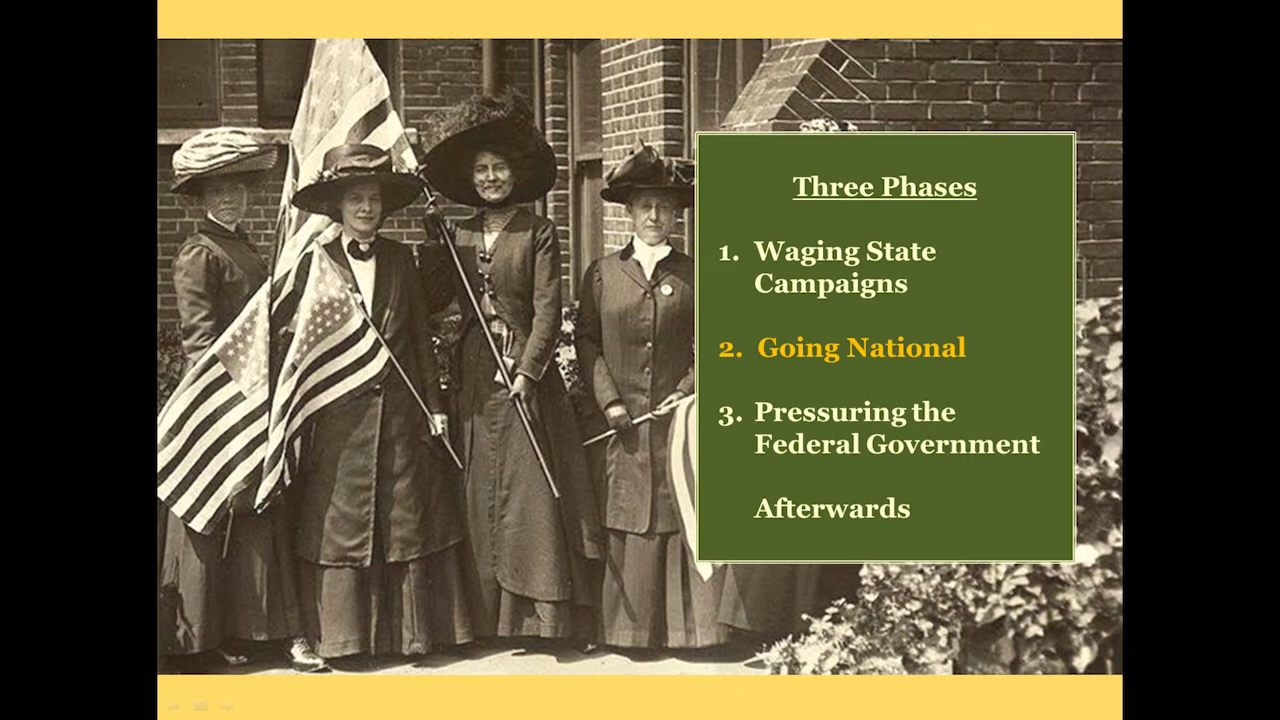 Three Phases
1. Waging State
Campaigns
2. Going National
3. Pressuring the
Federal Government
Afterwards